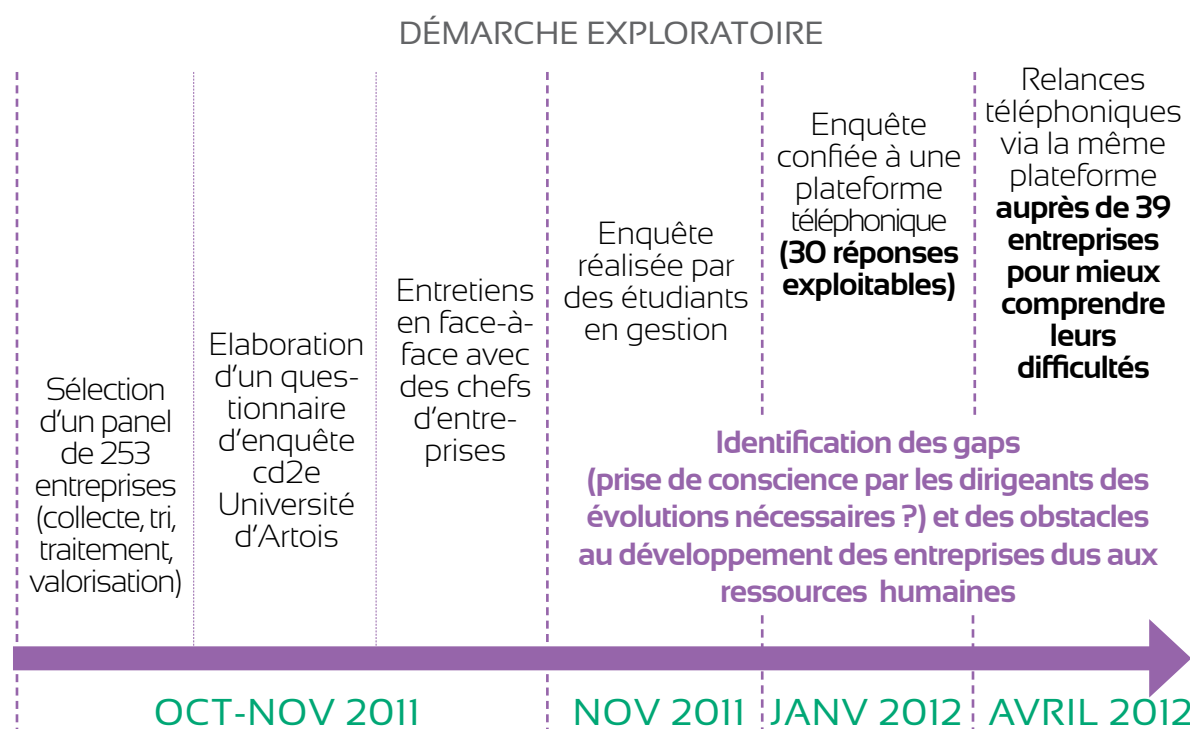 DÉMARCHE EXPLORATOIRE
Sélection
d'un panel
de 253
entreprises
(collecte, tri,
traitement,
valorisation)
Elaboration
d'un ques-
tionnaire
d'enquête
cd2e
Université
d'Artois
Entretiens
en face-à-
face avec
des chefs
d'entre-
prises
Enquête
réalisée par
des étudiants
en gestion
Enquête
confiée à une
plateforme
téléphonique
(30 réponses
exploitables)
Relances
téléphoniques
via la même
plateforme
auprès de 39
entreprises
pour mieux
comprendre
leurs
difficultés
Identification des gaps
(prise de conscience par les dirigeants des
évolutions nécessaires ?) et des obstacles
au développement des entreprises dus aux
ressources humaines
OCT-NOV 2011
NOV 2011
JANV 2012
AVRIL 2012